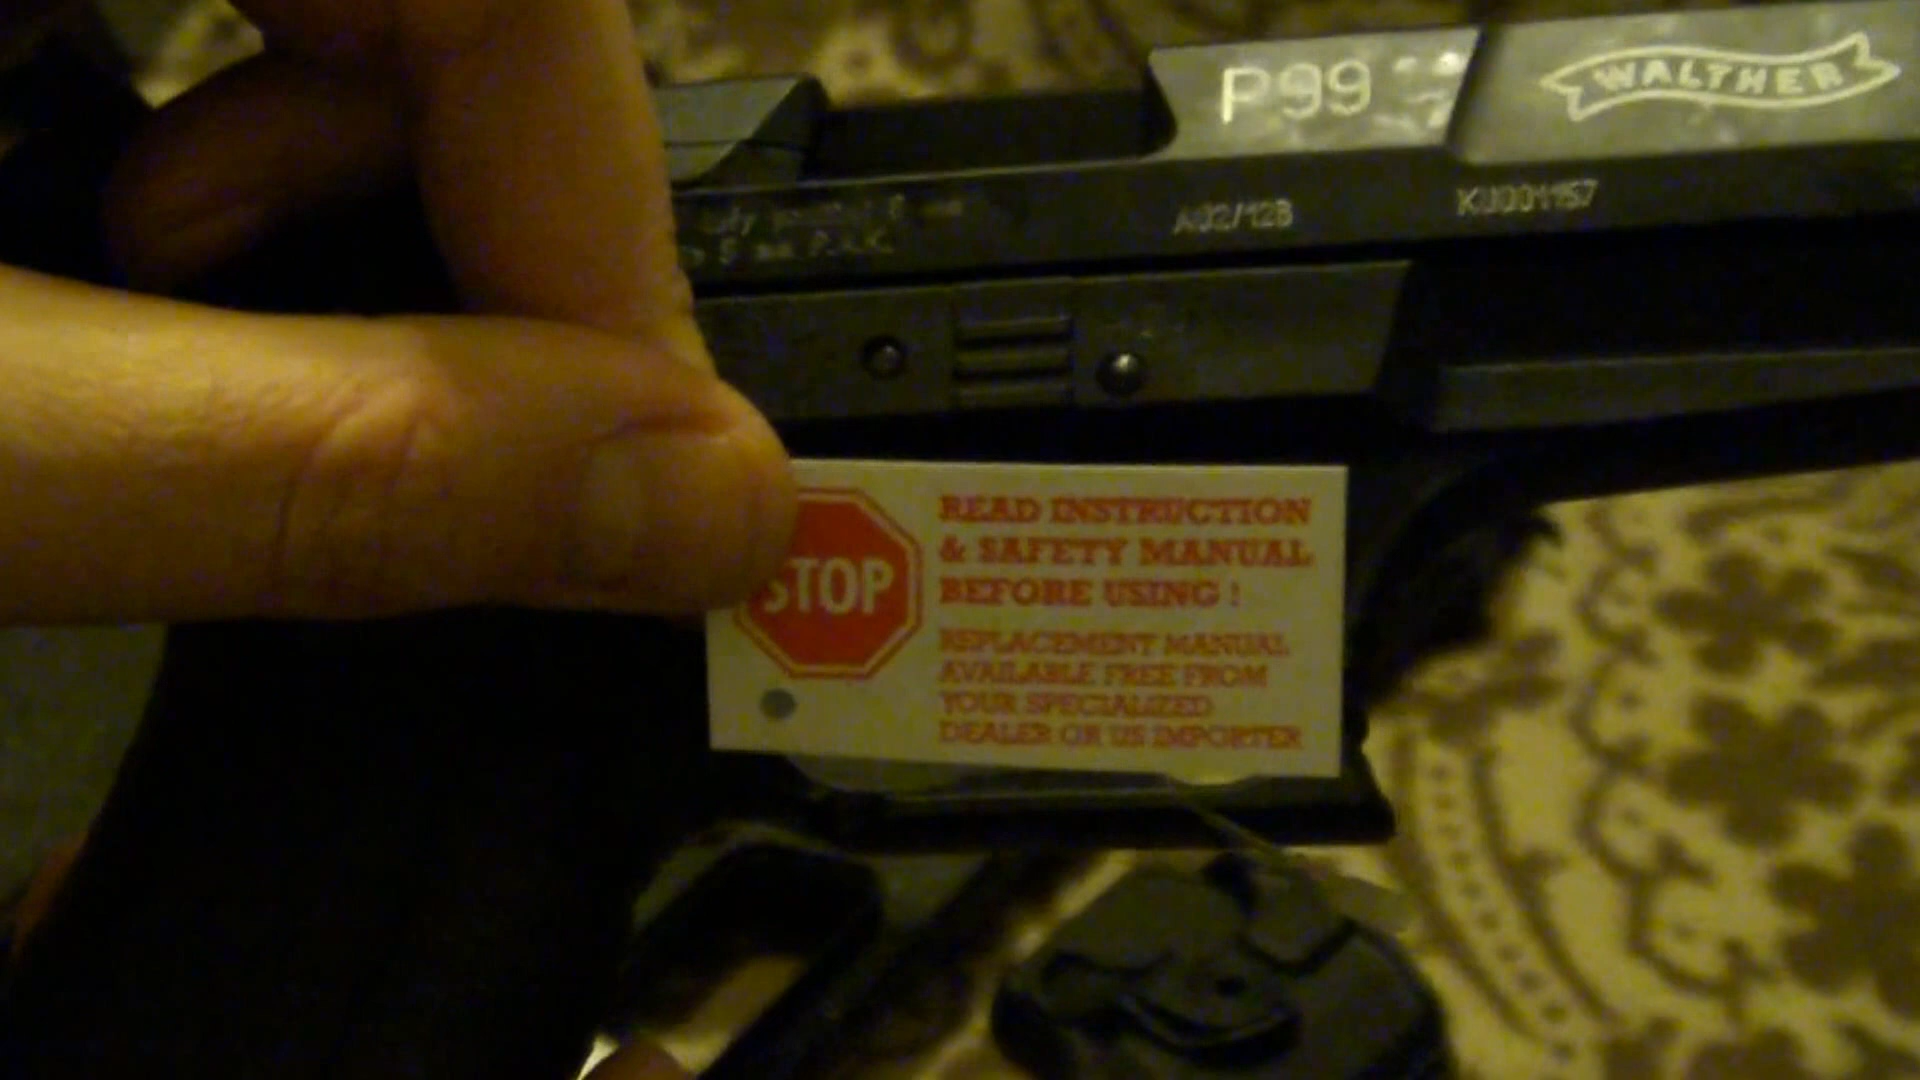 P99
WALTHER
A02/12B
KU001157
P.A.K.
STOP
READ INSTRUCTION
& SAFETY MANUAL
BEFORE USING !
REPLACEMENT MANUAL
AVAILABLE FREE FROM
YOUR SPECIALIZED
DEALER OR US IMPORTER